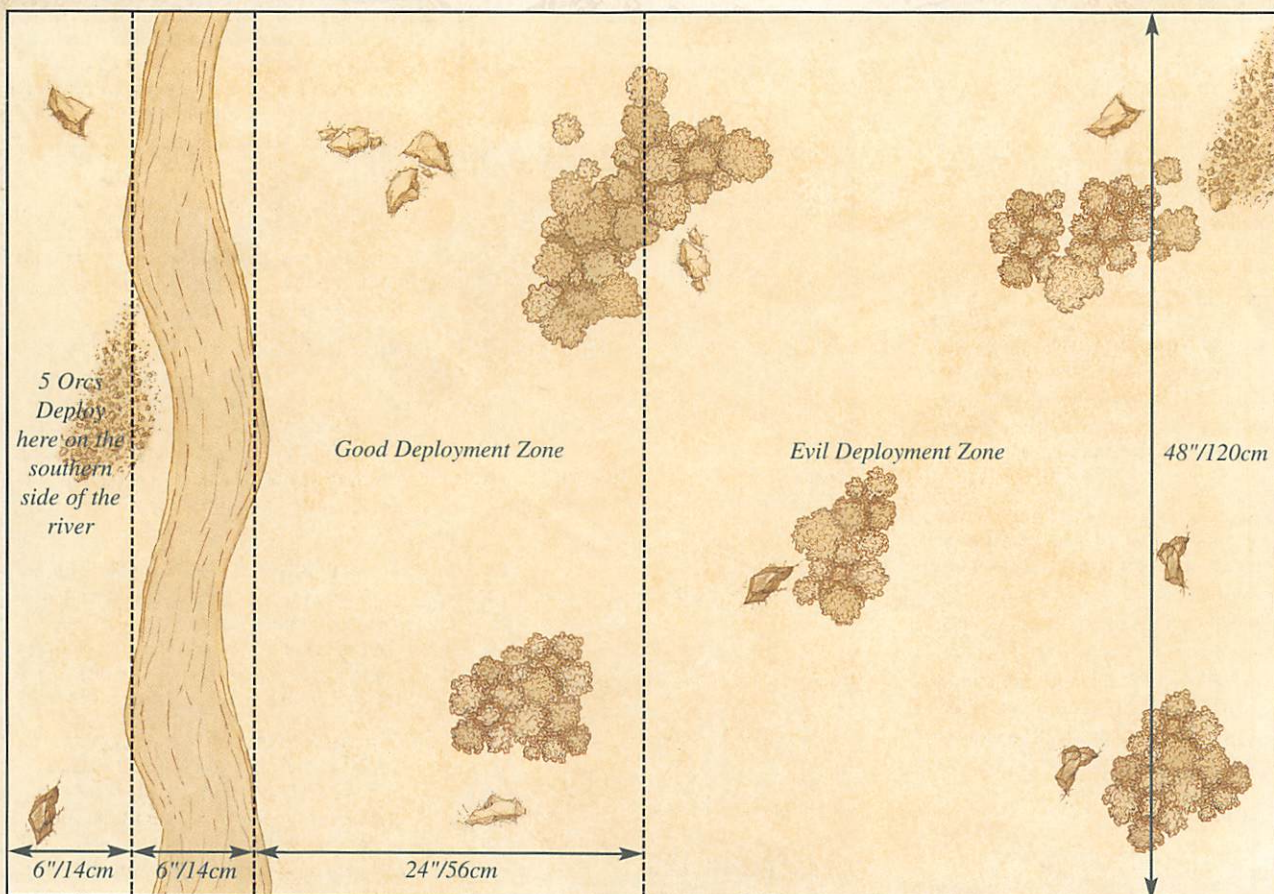 5 Orcs
Deploy
here on the
southern
side of the
river
Good Deployment Zone
Evil Deployment Zone
48"/120cm
6"/14cm
6"/14cm
24"/56cm